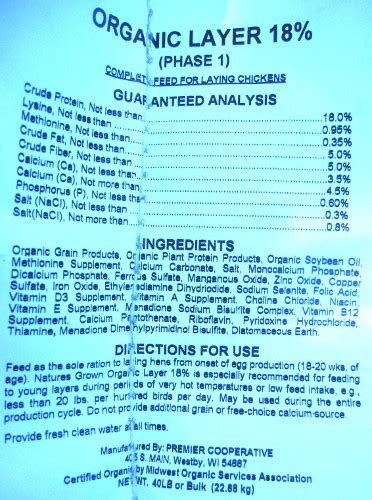 ORGANIC LAYER 18%
(PHASE 1)
COMPLETE FEED FOR LAYING CHICKENS
GUARANTEED ANALYSIS
Crude Protein, Not less than 18.0%
Lysine, Not less than 0.95%
Methionine, Not less than 0.35%
Crude Fat, Not less than 5.0%
Crude Fiber, Not more than 5.0%
Calcium (Ca), Not less than 3.5%
Calcium (Ca), Not more than 4.5%
Phosphorus (P), Not less than 0.60%
Salt (NaCl), Not less than 0.3%
Salt(NaCl), Not more than 0.8%
INGREDIENTS
Organic Grain Products, Organic Plant Protein Products, Organic Soybean Oil,
Methionine Supplement, Calcium Carbonate, Salt, Monocalcium Phosphate,
Dicalcium Phosphate, Ferrous Sulfate, Manganous Oxide, Zinc Oxide, Copper
Sulfate, Iron Oxide, Ethylenediamine Dihydriodide, Sodium Selenite, Folic Acid,
Vitamin D3 Supplement, Vitamin A Supplement, Choline Chloride, Niacin,
Vitamin E Supplement, Menadione Sodium Bisulfite Complex, Vitamin B12
Supplement, Calcium Pantothenate, Riboflavin, Pyridoxine Hydrochloride,
Thiamine, Menadione Dimethylpyrimidinol Bisulfite, Diatomaceous Earth.
DIRECTIONS FOR USE
Feed as the sole ration to laying hens from onset of egg production (18-20 wks. of
age). Natures Grown Organic Layer 18% is especially recommended for feeding
to young layers during periods of very hot temperatures or low feed intake, e.g.,
less than 20 lbs. per hundred birds per day. May be used during the entire
production cycle. Do not provide additional grain or free-choice calcium source.
Provide fresh clean water at all times.
Manufactured By: PREMIER COOPERATIVE
405 S. MAIN, Westby, WI 54667
Certified Organic by Midwest Organic Services Association
NET WT. 40LB or Bulk (22.68 kg)